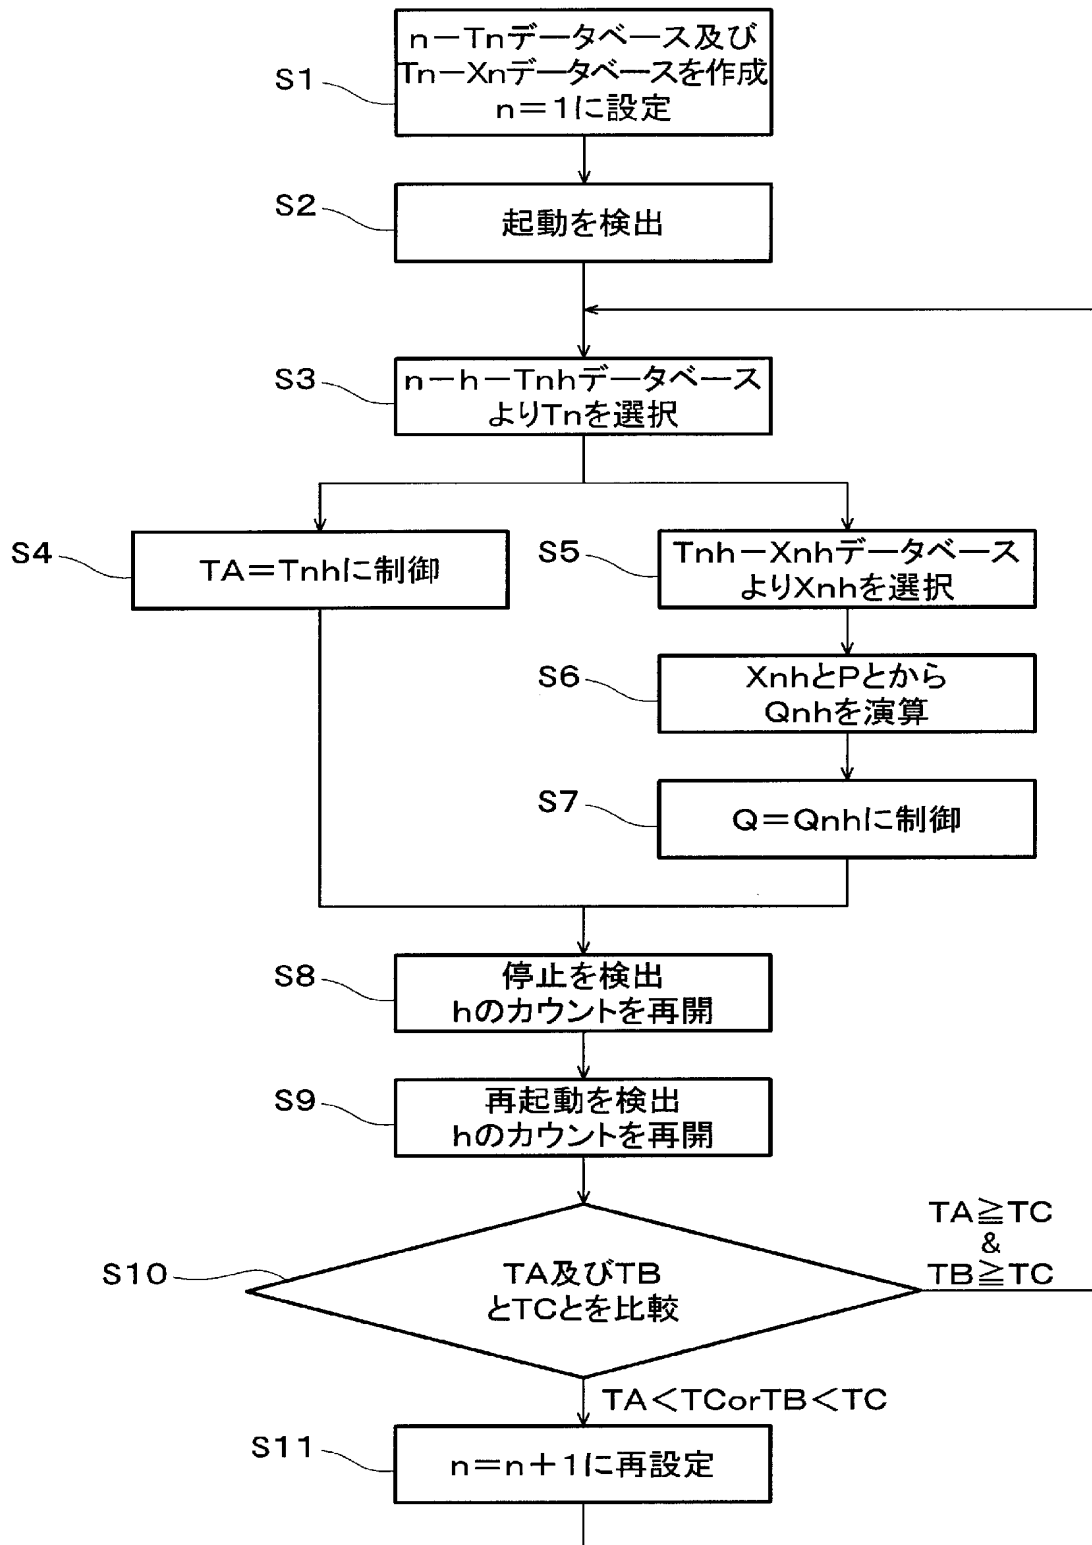 S1
n－Tnデータベース及び
Tn－Xnデータベースを作成
n＝1に設定
S2
起動を検出
S3
n－h－Tnhデータベース
よりTnを選択
S4
TA＝Tnhに制御
S5
Tnh－Xnhデータベース
よりXnhを選択
S6
XnhとPとから
Qnhを演算
S7
Q＝Qnhに制御
S8
停止を検出
hのカウントを再開
S9
再起動を検出
hのカウントを再開
S10
TA及びTB
とTCとを比較
TA≧TC
&
TB≧TC
TA＜TCorTB＜TC
S11
n＝n＋1に再設定